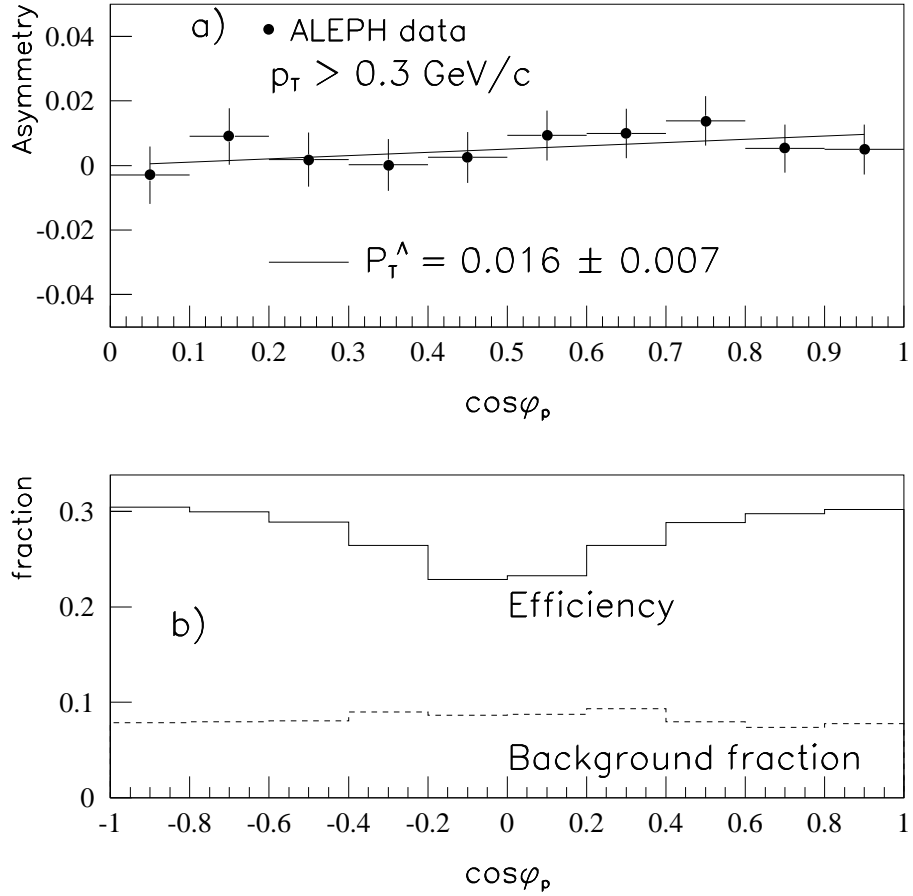 a) • ALEPH data
p_T > 0.3 GeV/c
Asymmetry
0.04
0.02
0
-0.02
-0.04
P_T^Λ = 0.016 ± 0.007
0 0.1 0.2 0.3 0.4 0.5 0.6 0.7 0.8 0.9 1
cosφ_p
fraction
0.3
0.2
0.1
0
Efficiency
b)
Background fraction
-1 -0.8 -0.6 -0.4 -0.2 0 0.2 0.4 0.6 0.8 1
cosφ_p